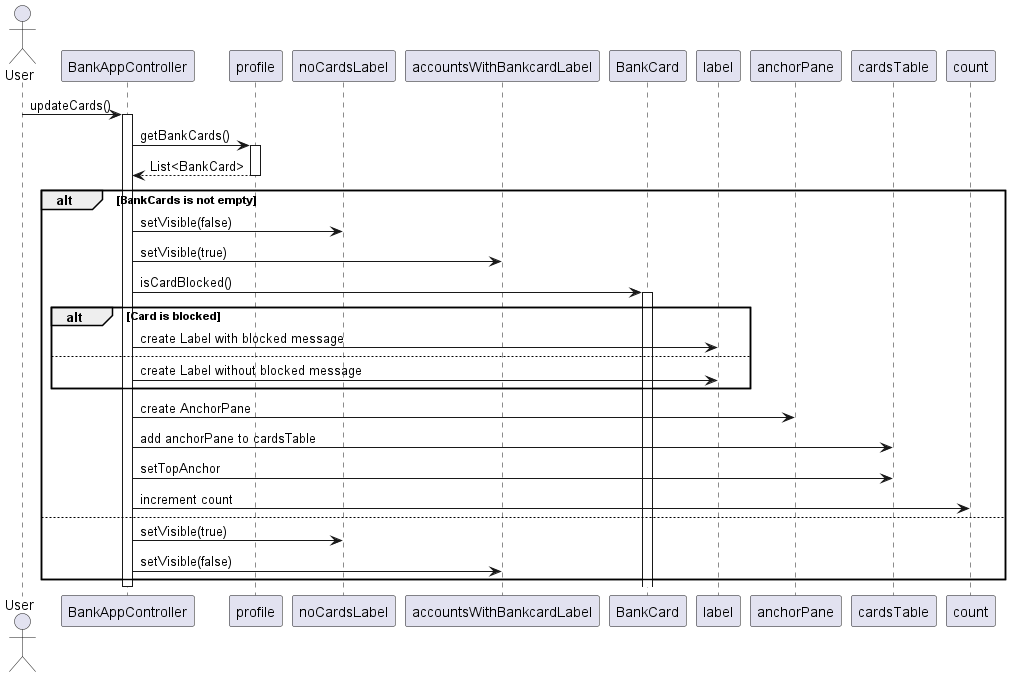 User
BankAppController
profile
noCardsLabel
accountsWithBankcardLabel
BankCard
label
anchorPane
cardsTable
count
updateCards()
getBankCards()
List<BankCard>
alt [BankCards is not empty]
setVisible(false)
setVisible(true)
isCardBlocked()
alt [Card is blocked]
create Label with blocked message
create Label without blocked message
create AnchorPane
add anchorPane to cardsTable
setTopAnchor
increment count
setVisible(true)
setVisible(false)
User
BankAppController
profile
noCardsLabel
accountsWithBankcardLabel
BankCard
label
anchorPane
cardsTable
count